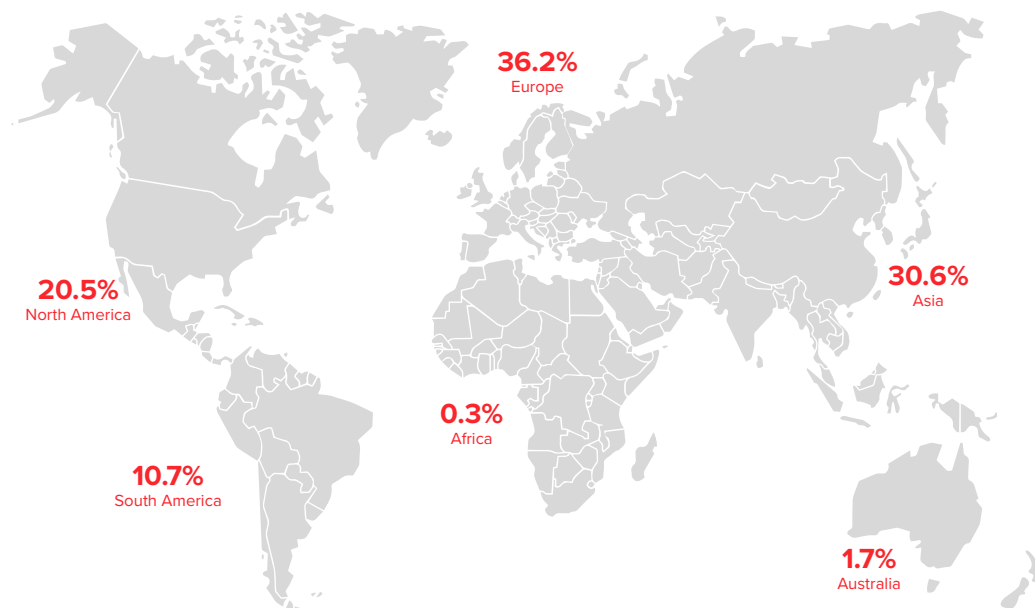 36.2%
Europe
20.5%
North America
30.6%
Asia
0.3%
Africa
10.7%
South America
1.7%
Australia